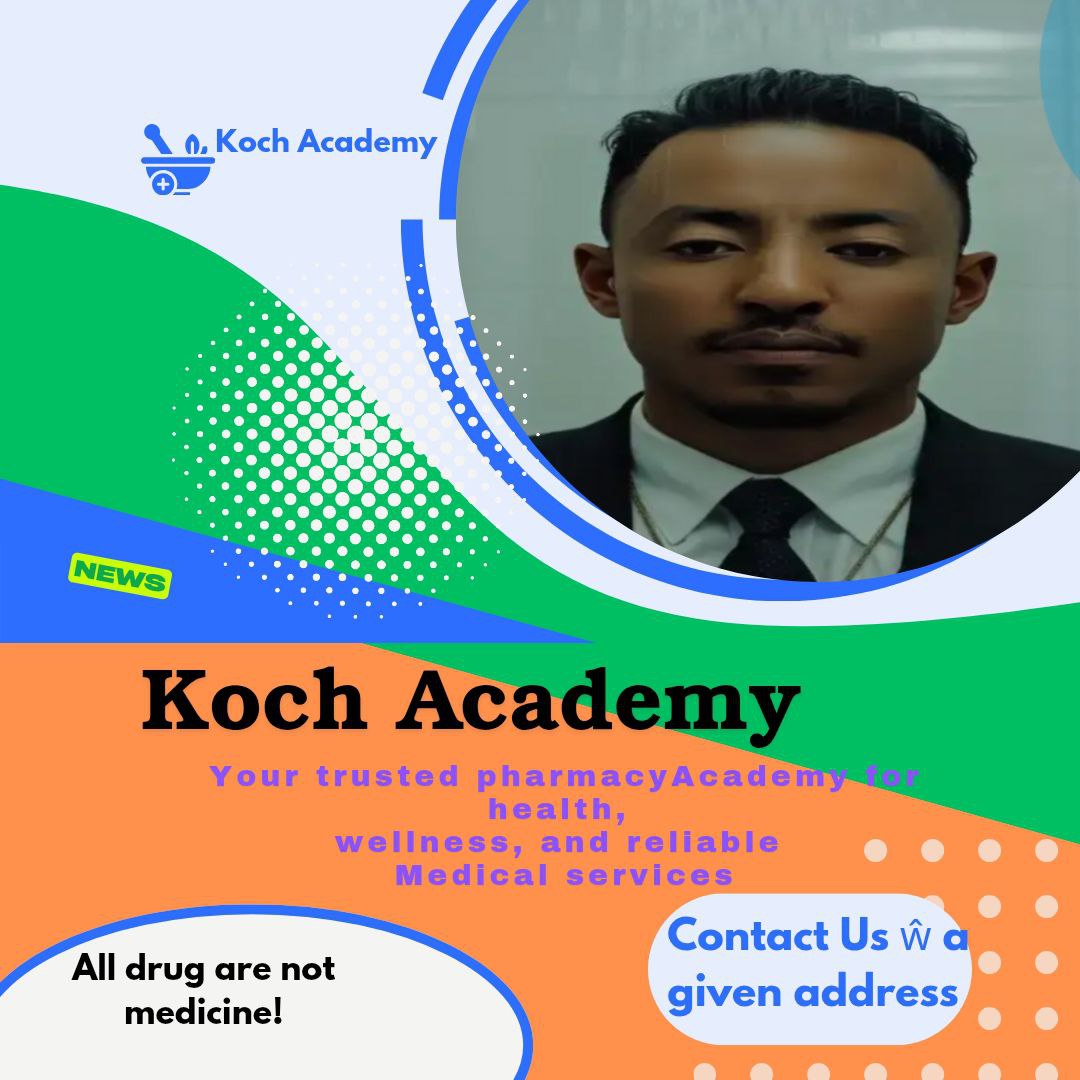 Koch Academy
NEWS
Koch Academy
Your trusted pharmacyAcademy for
health,
wellness, and reliable
Medical services
Contact Us ŵ a
given address
All drug are not
medicine!